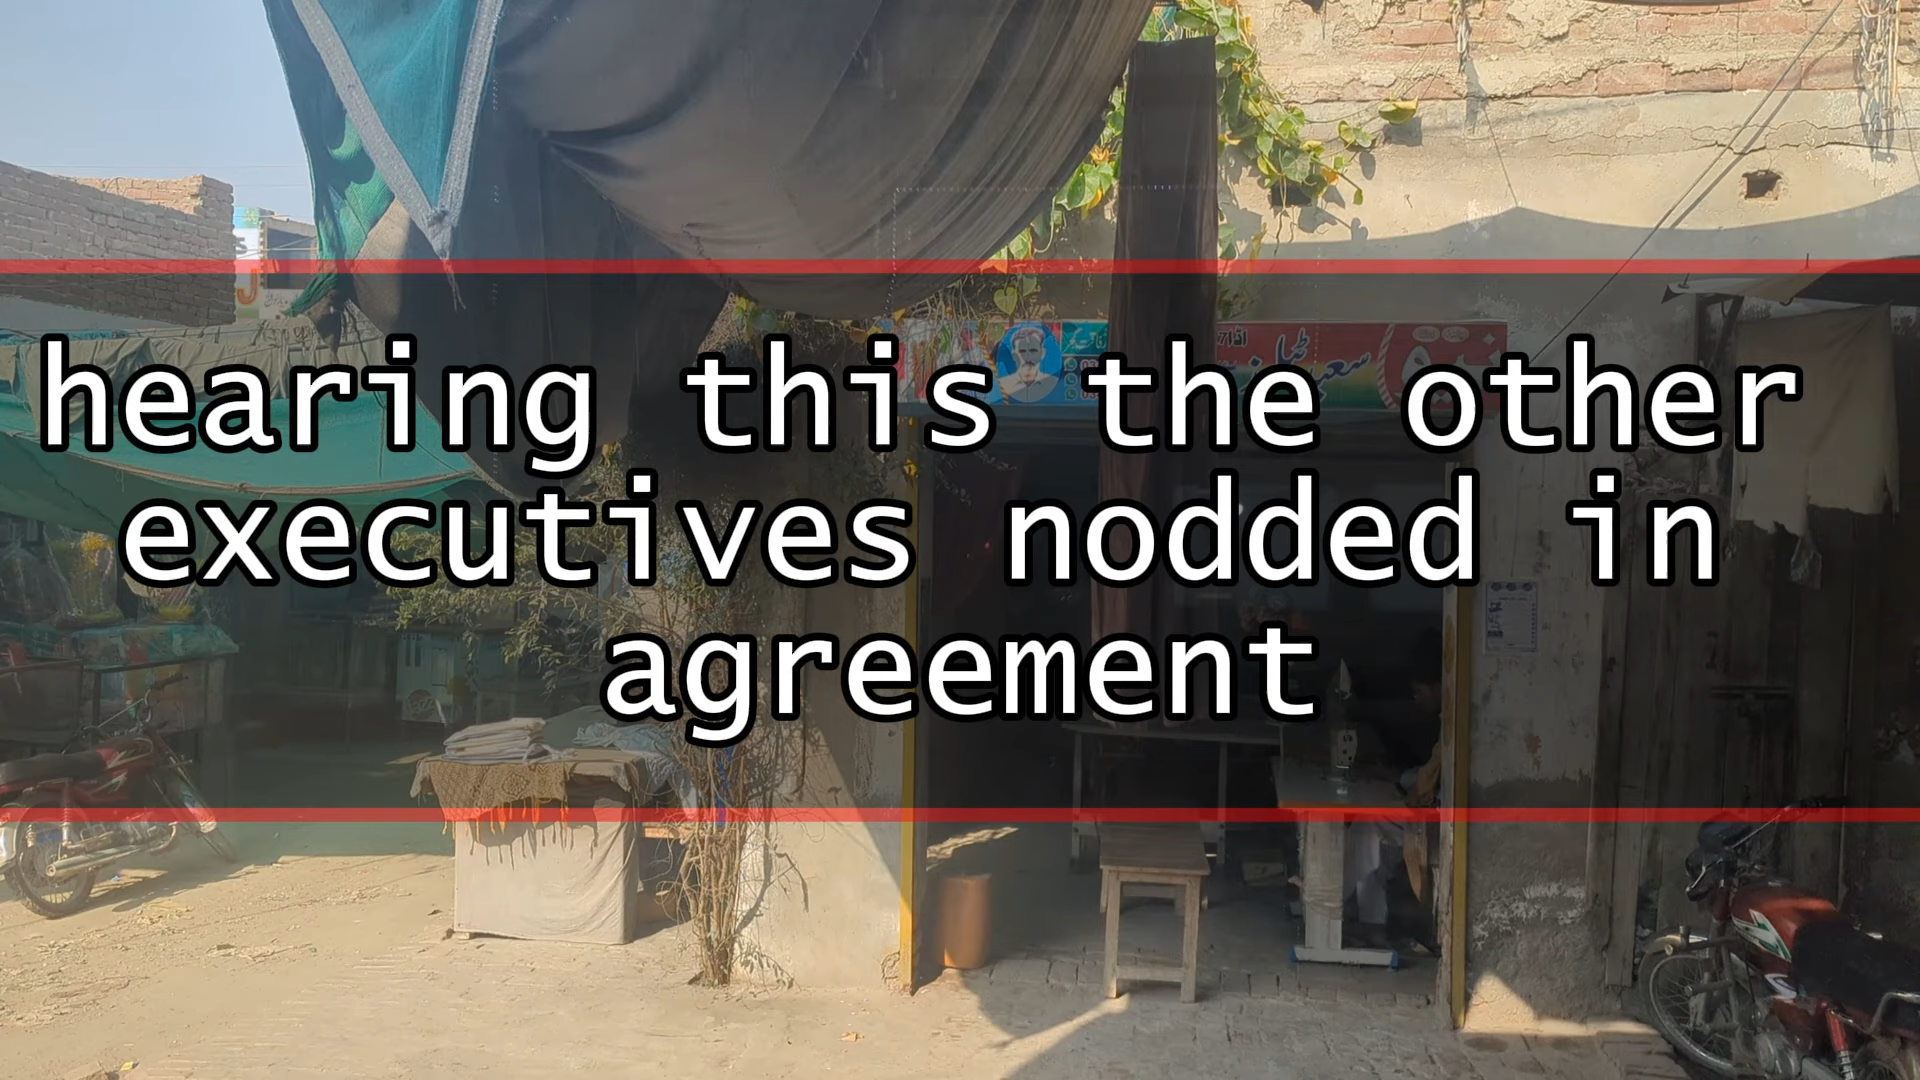 hearing this the other
executives nodded in
agreement